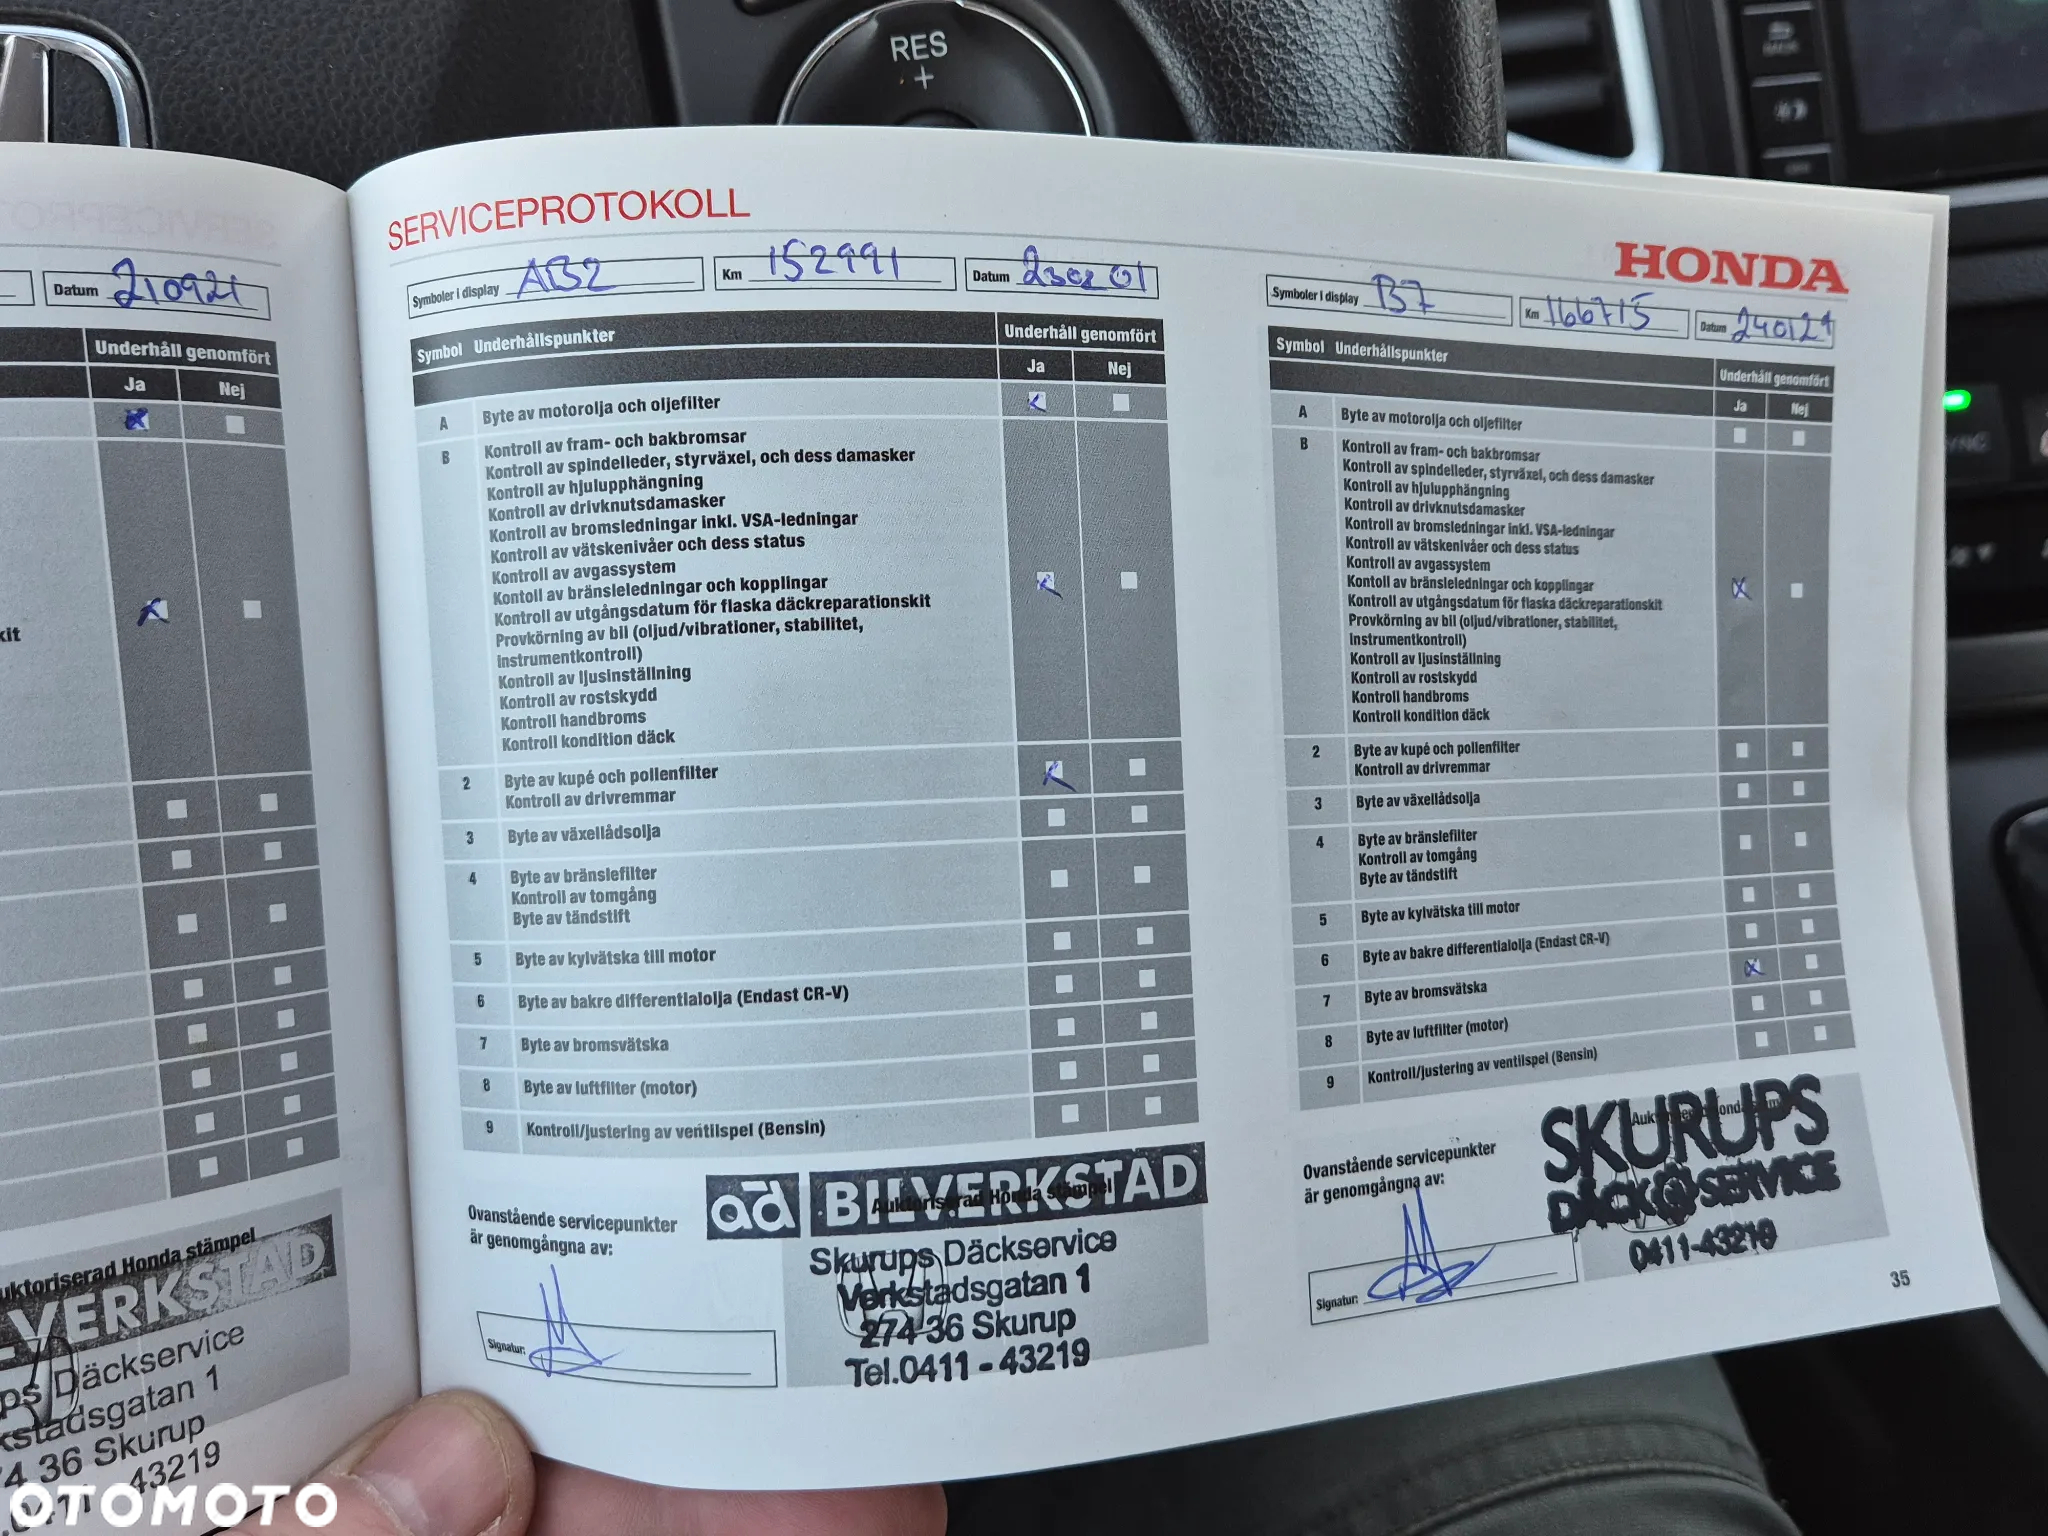 RES
+
Datum 210921
Underhåll genomfört
Ja Nej
kit
Auktoriserad Honda stämpel
VERKSTAD
ps Däckservice
kstadsgatan 1
74 36 Skurup
0411 - 43219
OTOMOTO
SERVICEPROTOKOLL
Symboler i display AB2 Km 152991 Datum 230201
Symbol Underhållspunkter Underhåll genomfört
Ja Nej
A Byte av motorolja och oljefilter
B Kontroll av fram- och bakbromsar
Kontroll av spindelleder, styrväxel, och dess damasker
Kontroll av hjulupphängning
Kontroll av drivknutsdamasker
Kontroll av bromsledningar inkl. VSA-ledningar
Kontroll av vätskenivåer och dess status
Kontroll av avgassystem
Kontoll av bränsleledningar och kopplingar
Kontroll av utgångsdatum för flaska däckreparationskit
Provkörning av bil (oljud/vibrationer, stabilitet,
instrumentkontroll)
Kontroll av ljusinställning
Kontroll av rostskydd
Kontroll handbroms
Kontroll kondition däck
2 Byte av kupé och pollenfilter
Kontroll av drivremmar
3 Byte av växellådsolja
4 Byte av bränslefilter
Kontroll av tomgång
Byte av tändstift
5 Byte av kylvätska till motor
6 Byte av bakre differentialolja (Endast CR-V)
7 Byte av bromsvätska
8 Byte av luftfilter (motor)
9 Kontroll/justering av ventilspel (Bensin)
Ovanstående servicepunkter
är genomgångna av:
Signatur:
Auktoriserad Honda stämpel
ad BILVERKSTAD
Skurups Däckservice
Verkstadsgatan 1
274 36 Skurup
Tel.0411 - 43219
HONDA
Symboler i display B7 Km 166715 Datum
Symbol Underhållspunkter Underhåll genomfört
Ja Nej
A Byte av motorolja och oljefilter
B Kontroll av fram- och bakbromsar
Kontroll av spindelleder, styrväxel, och dess damasker
Kontroll av hjulupphängning
Kontroll av drivknutsdamasker
Kontroll av bromsledningar inkl. VSA-ledningar
Kontroll av vätskenivåer och dess status
Kontroll av avgassystem
Kontoll av bränsleledningar och kopplingar
Kontroll av utgångsdatum för flaska däckreparationskit
Provkörning av bil (oljud/vibrationer, stabilitet,
instrumentkontroll)
Kontroll av ljusinställning
Kontroll av rostskydd
Kontroll handbroms
Kontroll kondition däck
2 Byte av kupé och pollenfilter
Kontroll av drivremmar
3 Byte av växellådsolja
4 Byte av bränslefilter
Kontroll av tomgång
Byte av tändstift
5 Byte av kylvätska till motor
6 Byte av bakre differentialolja (Endast CR-V)
7 Byte av bromsvätska
8 Byte av luftfilter (motor)
9 Kontroll/justering av ventilspel (Bensin)
Ovanstående servicepunkter
är genomgångna av:
Signatur:
SKURUPS
DÄCK SERVICE
0411-43219
35